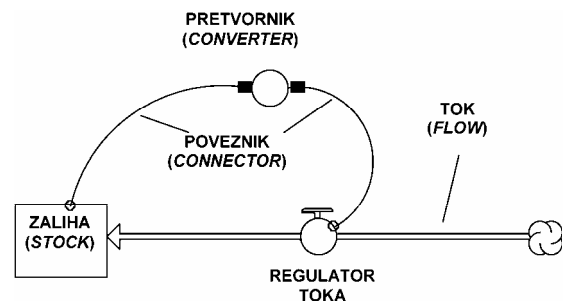 PRETVORNIK
(CONVERTER)
TOK
(FLOW)
POVEZNIK
(CONNECTOR)
ZALIHA
(STOCK)
REGULATOR
TOKA